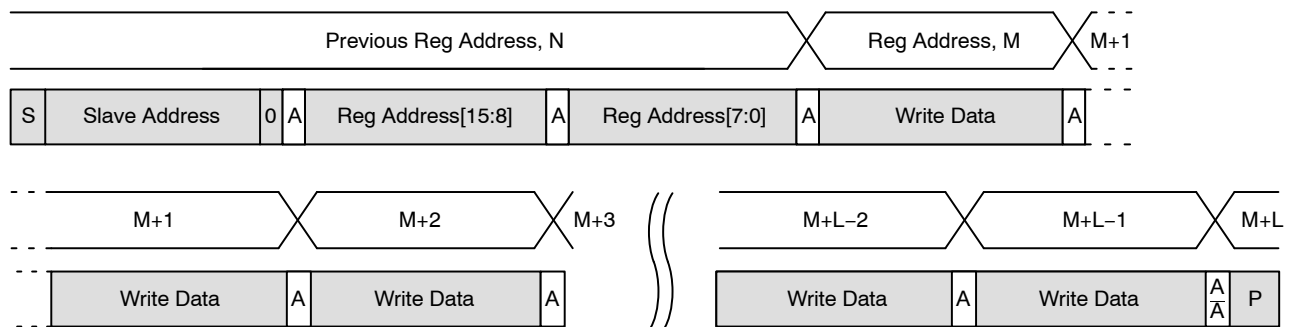 Previous Reg Address, N Reg Address, M M+1
S Slave Address 0 A Reg Address[15:8] A Reg Address[7:0] A Write Data A
M+1 M+2 M+3 M+L−2 M+L−1 M+L
Write Data A Write Data A Write Data A Write Data A/A̅ P